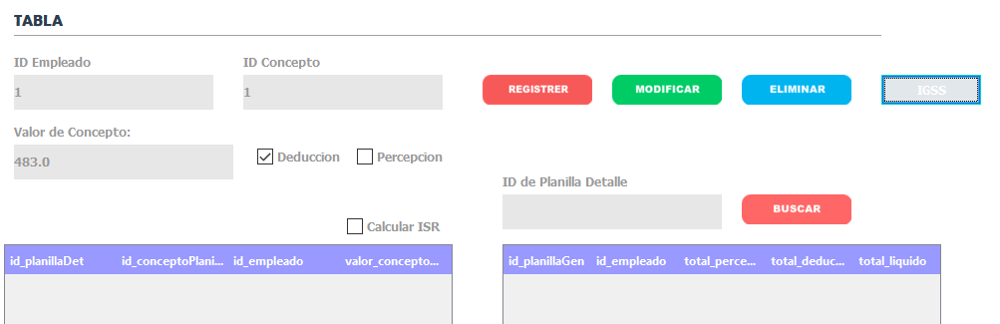 TABLA
ID Empleado ID Concepto
1 1 REGISTRER MODIFICAR ELIMINAR IGSS
Valor de Concepto:
483.0 Deduccion Percepcion
ID de Planilla Detalle
BUSCAR
Calcular ISR
id_planillaDet id_conceptoPlani... id_empleado valor_concepto... id_planillaGen id_empleado total_perce... total_deduc... total_liquido